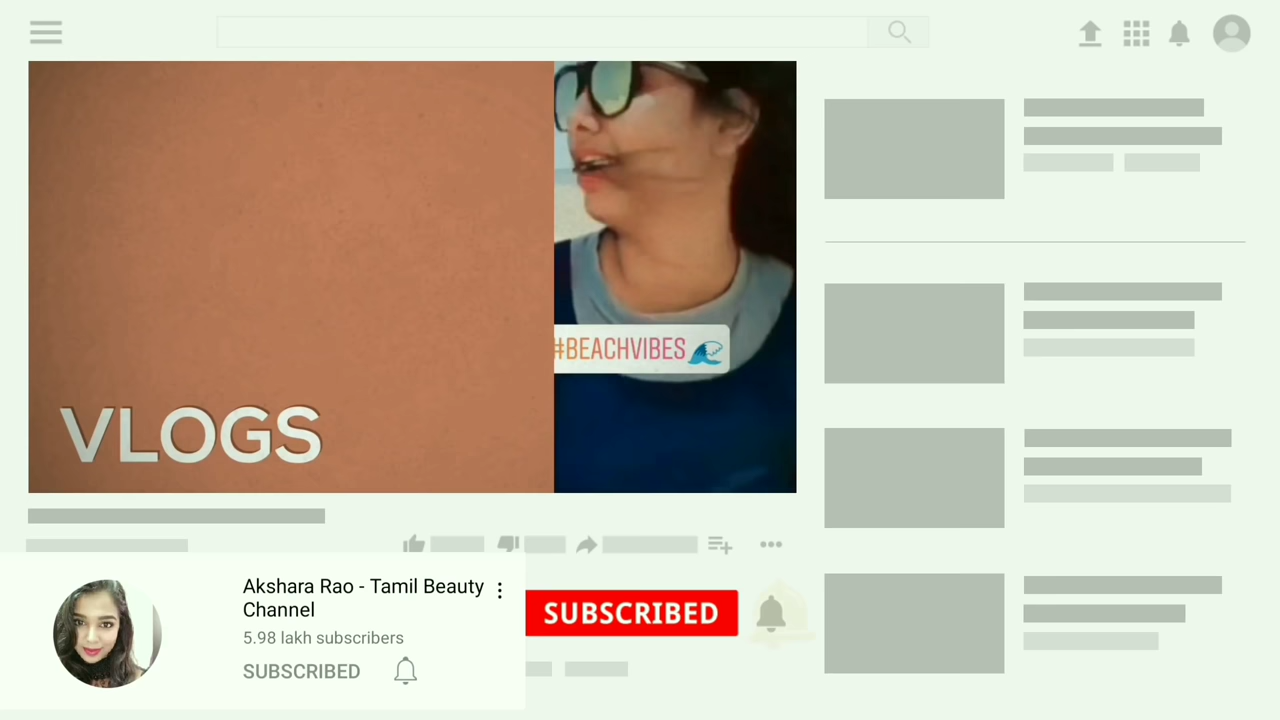 #BEACHVIBES
VLOGS
Akshara Rao - Tamil Beauty
Channel
5.98 lakh subscribers
SUBSCRIBED
SUBSCRIBED